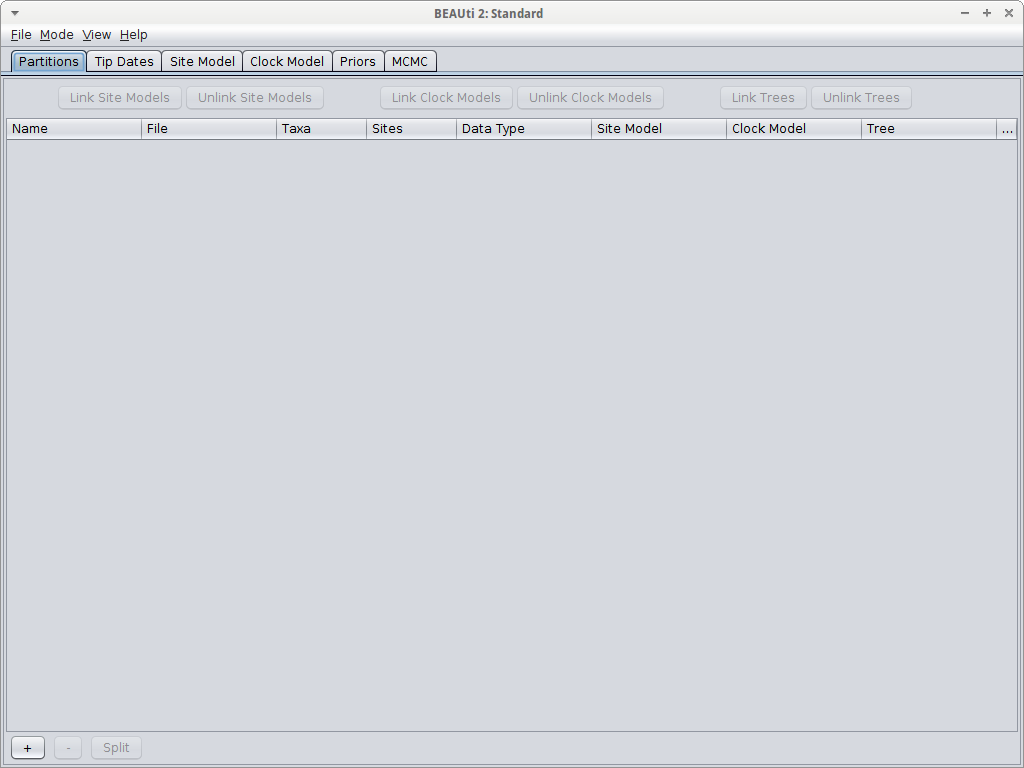 BEAUti 2: Standard
File Mode View Help
Partitions Tip Dates Site Model Clock Model Priors MCMC
Link Site Models Unlink Site Models Link Clock Models Unlink Clock Models Link Trees Unlink Trees
Name File Taxa Sites Data Type Site Model Clock Model Tree ...
+ - Split